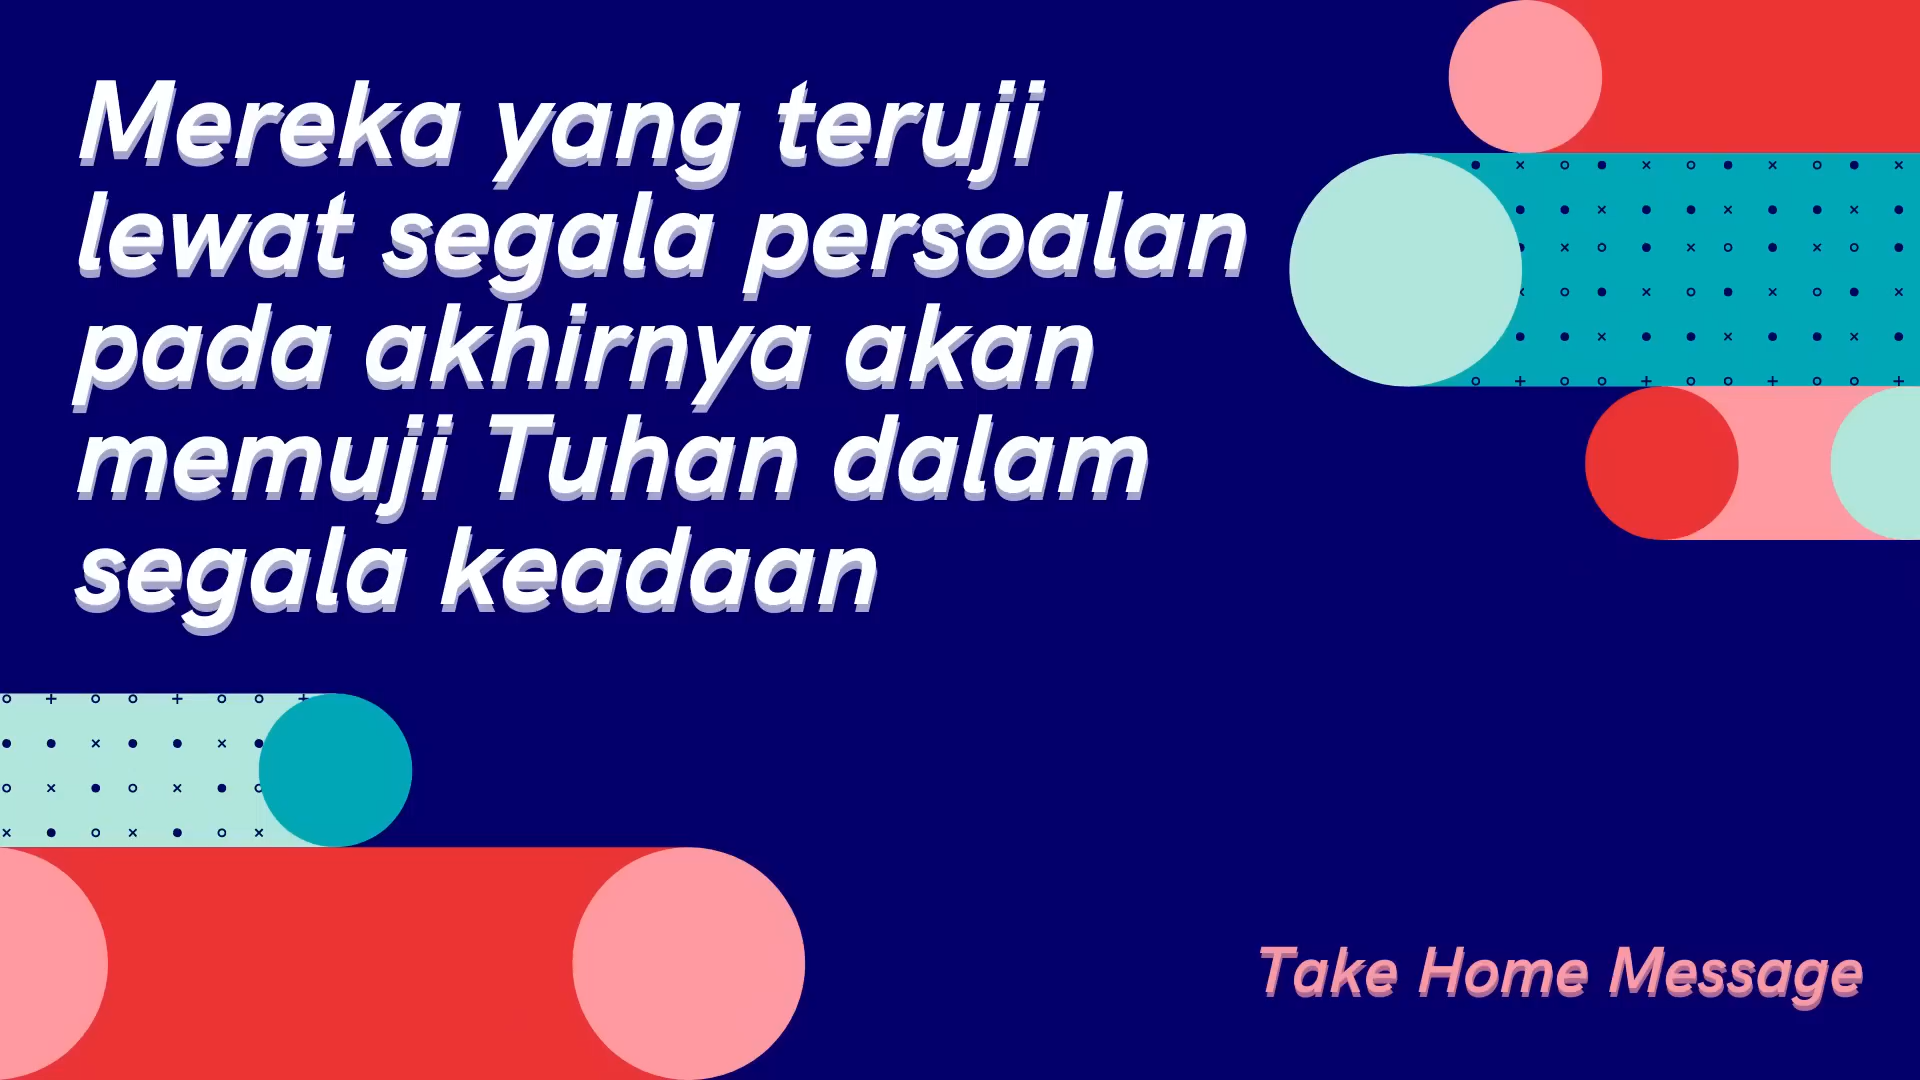 Mereka yang teruji
lewat segala persoalan
pada akhirnya akan
memuji Tuhan dalam
segala keadaan
Take Home Message